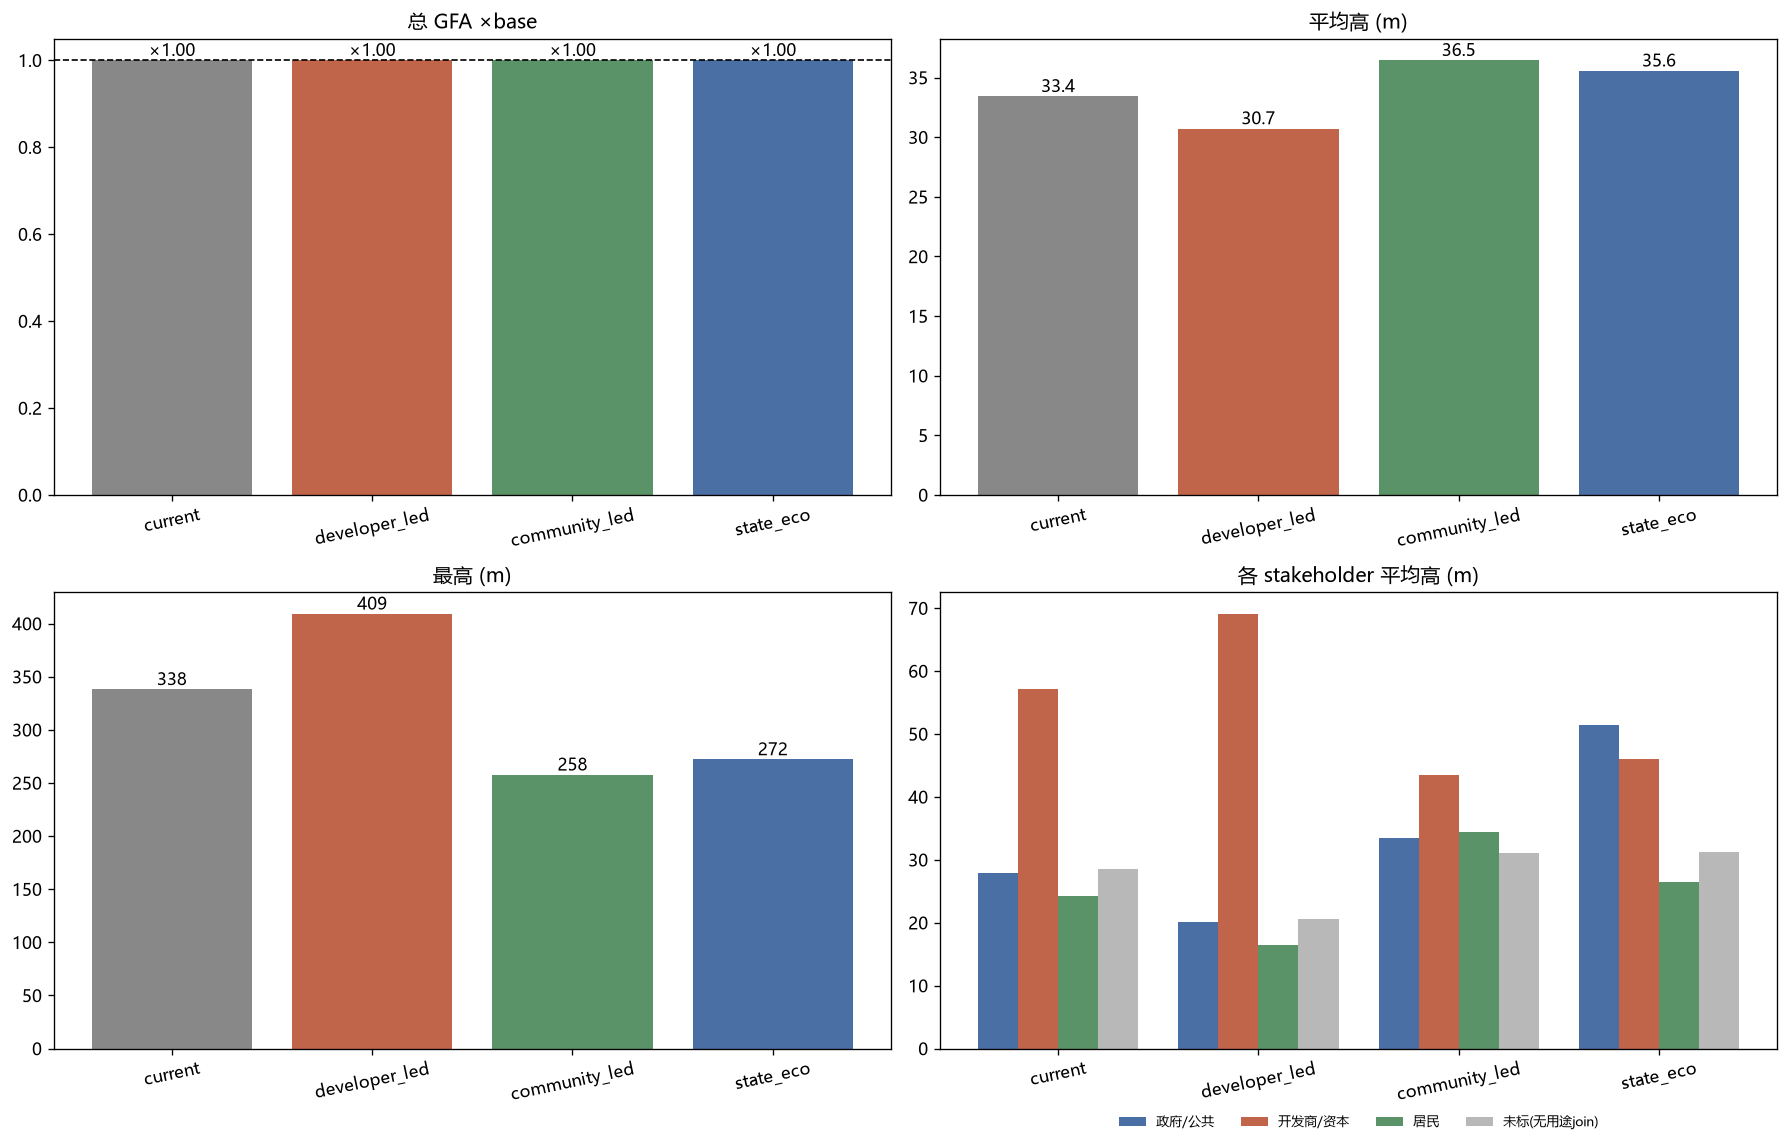 总 GFA ×base
×1.00 ×1.00 ×1.00 ×1.00
1.0
0.8
0.6
0.4
0.2
0.0
current developer_led community_led state_eco
平均高 (m)
33.4 30.7 36.5 35.6
35
30
25
20
15
10
5
0
current developer_led community_led state_eco
最高 (m)
338 409 258 272
400
350
300
250
200
150
100
50
0
current developer_led community_led state_eco
各 stakeholder 平均高 (m)
70
60
50
40
30
20
10
0
current developer_led community_led state_eco
政府/公共 开发商/资本 居民 未标(无用途join)